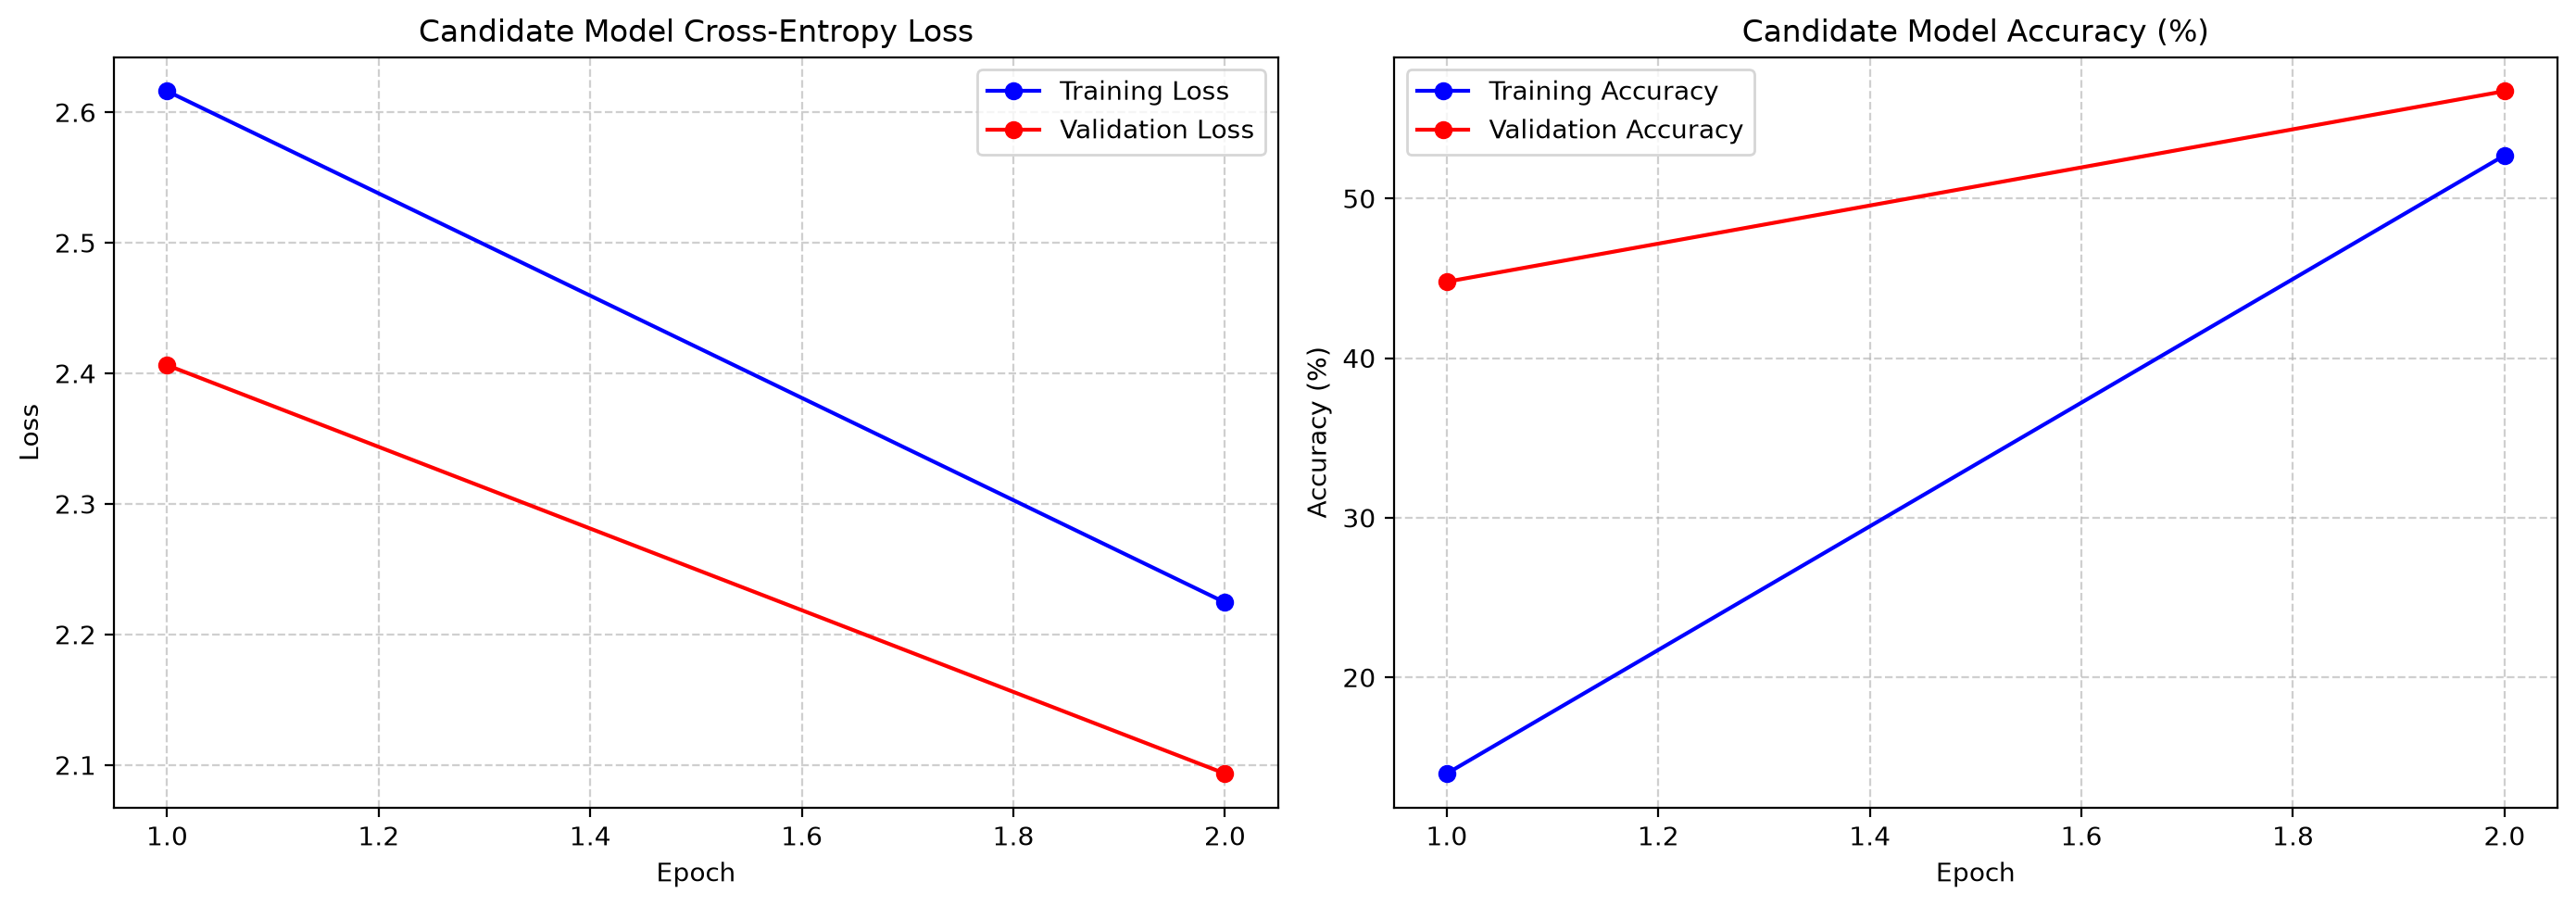 Candidate Model Cross-Entropy Loss
Training Loss
Validation Loss
2.6
2.5
2.4
2.3
2.2
2.1
Loss
1.0 1.2 1.4 1.6 1.8 2.0
Epoch
Candidate Model Accuracy (%)
Training Accuracy
Validation Accuracy
50
40
30
20
Accuracy (%)
1.0 1.2 1.4 1.6 1.8 2.0
Epoch